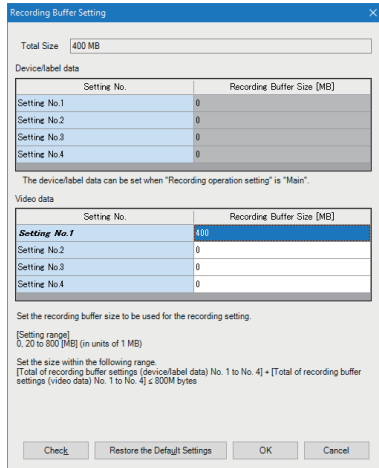 Recording Buffer Setting
Total Size 400 MB
Device/label data
Setting No. Recording Buffer Size [MB]
Setting No.1 0
Setting No.2 0
Setting No.3 0
Setting No.4 0
The device/label data can be set when "Recording operation setting" is "Main".
Video data
Setting No. Recording Buffer Size [MB]
Setting No.1 400
Setting No.2 0
Setting No.3 0
Setting No.4 0
Set the recording buffer size to be used for the recording setting.
[Setting range]
0, 20 to 800 [MB] (in units of 1 MB)
Set the size within the following range.
[Total of recording buffer settings (device/label data) No. 1 to No. 4] + [Total of recording buffer
settings (video data) No. 1 to No. 4] ≤ 800M bytes
Check Restore the Default Settings OK Cancel